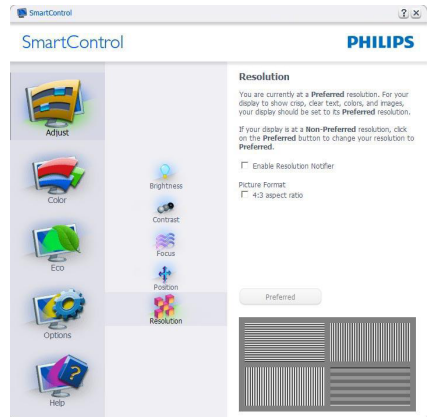 SmartControl
? ×
SmartControl
PHILIPS
Adjust
Color
Eco
Options
Help
Brightness
Contrast
Focus
Position
Resolution
Resolution
You are currently at a Preferred resolution. For your
display to show crisp, clear text, colors, and images,
your display should be set to its Preferred resolution.
If your display is at a Non-Preferred resolution, click
on the Preferred button to change your resolution to
Preferred.
Enable Resolution Notifier
Picture Format
4:3 aspect ratio
Preferred